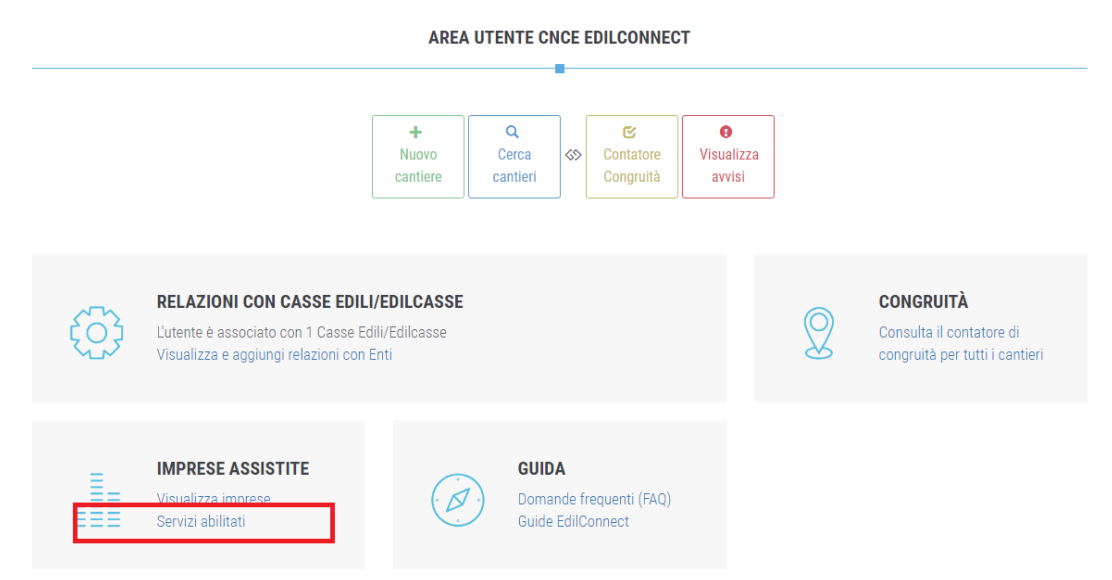 AREA UTENTE CNCE EDILCONNECT
Nuovo
cantiere
Cerca
cantieri
Contatore
Congruità
Visualizza
avvisi
RELAZIONI CON CASSE EDILI/EDILCASSE
L'utente è associato con 1 Casse Edili/Edilcasse
Visualizza e aggiungi relazioni con Enti
CONGRUITÀ
Consulta il contatore di
congruità per tutti i cantieri
IMPRESE ASSISTITE
Visualizza imprese
Servizi abilitati
GUIDA
Domande frequenti (FAQ)
Guide EdilConnect